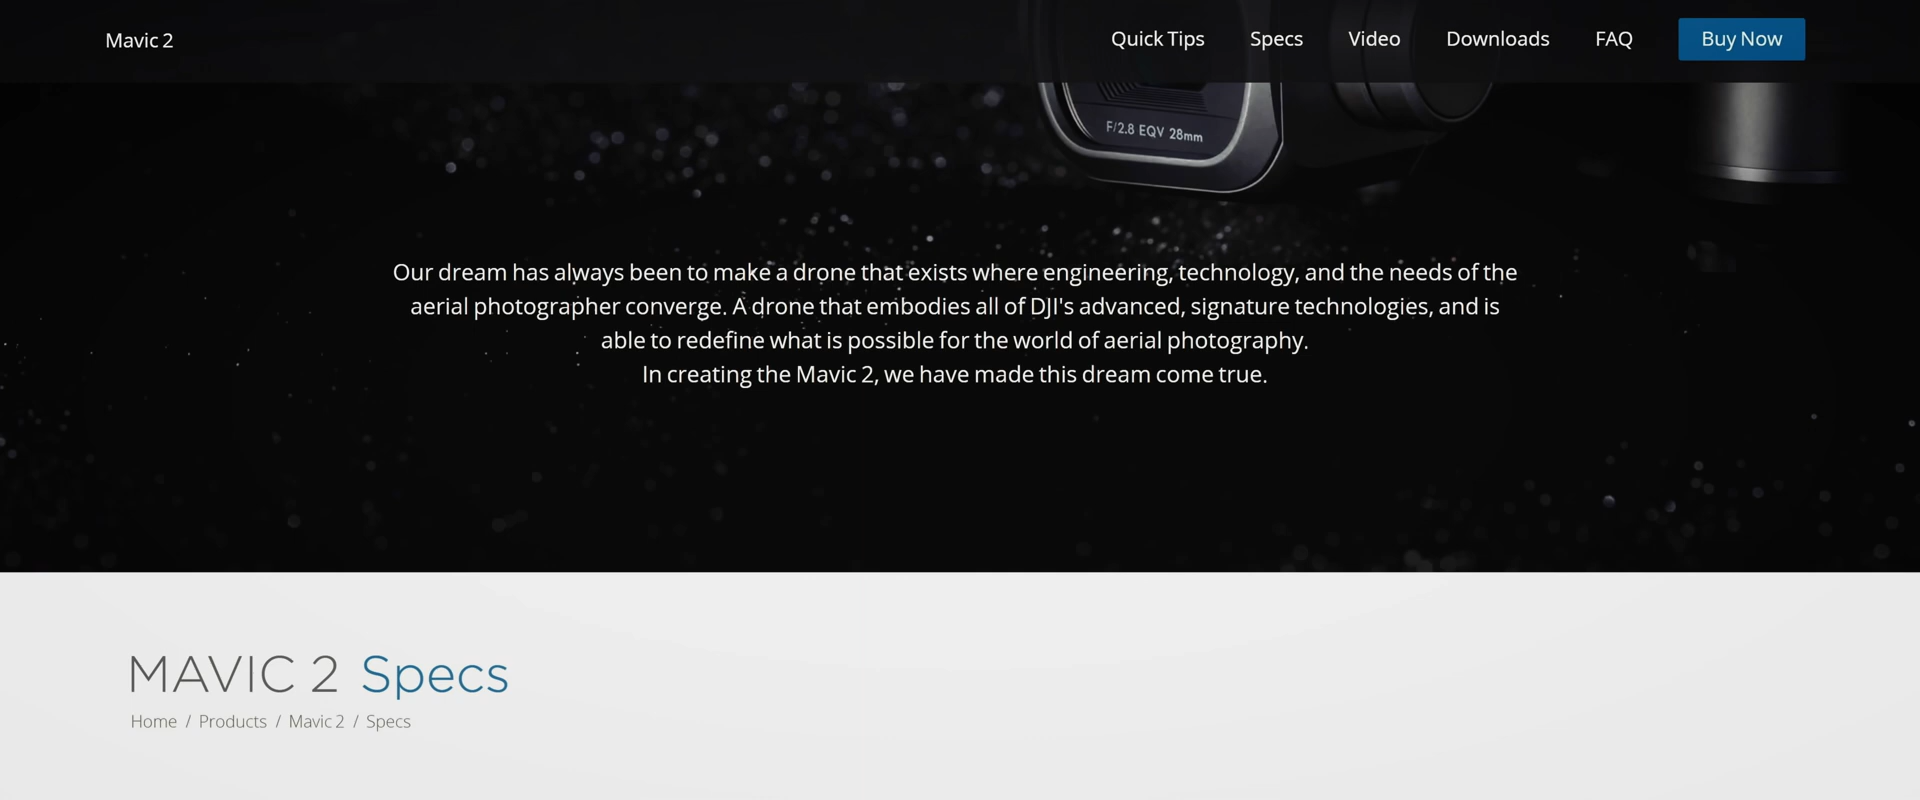 Mavic 2
Quick Tips
Specs
Video
Downloads
FAQ
Buy Now
F/2.8 EQV 28mm
Our dream has always been to make a drone that exists where engineering, technology, and the needs of the
aerial photographer converge. A drone that embodies all of DJI's advanced, signature technologies, and is
able to redefine what is possible for the world of aerial photography.
In creating the Mavic 2, we have made this dream come true.
MAVIC 2 Specs
Home / Products / Mavic 2 / Specs